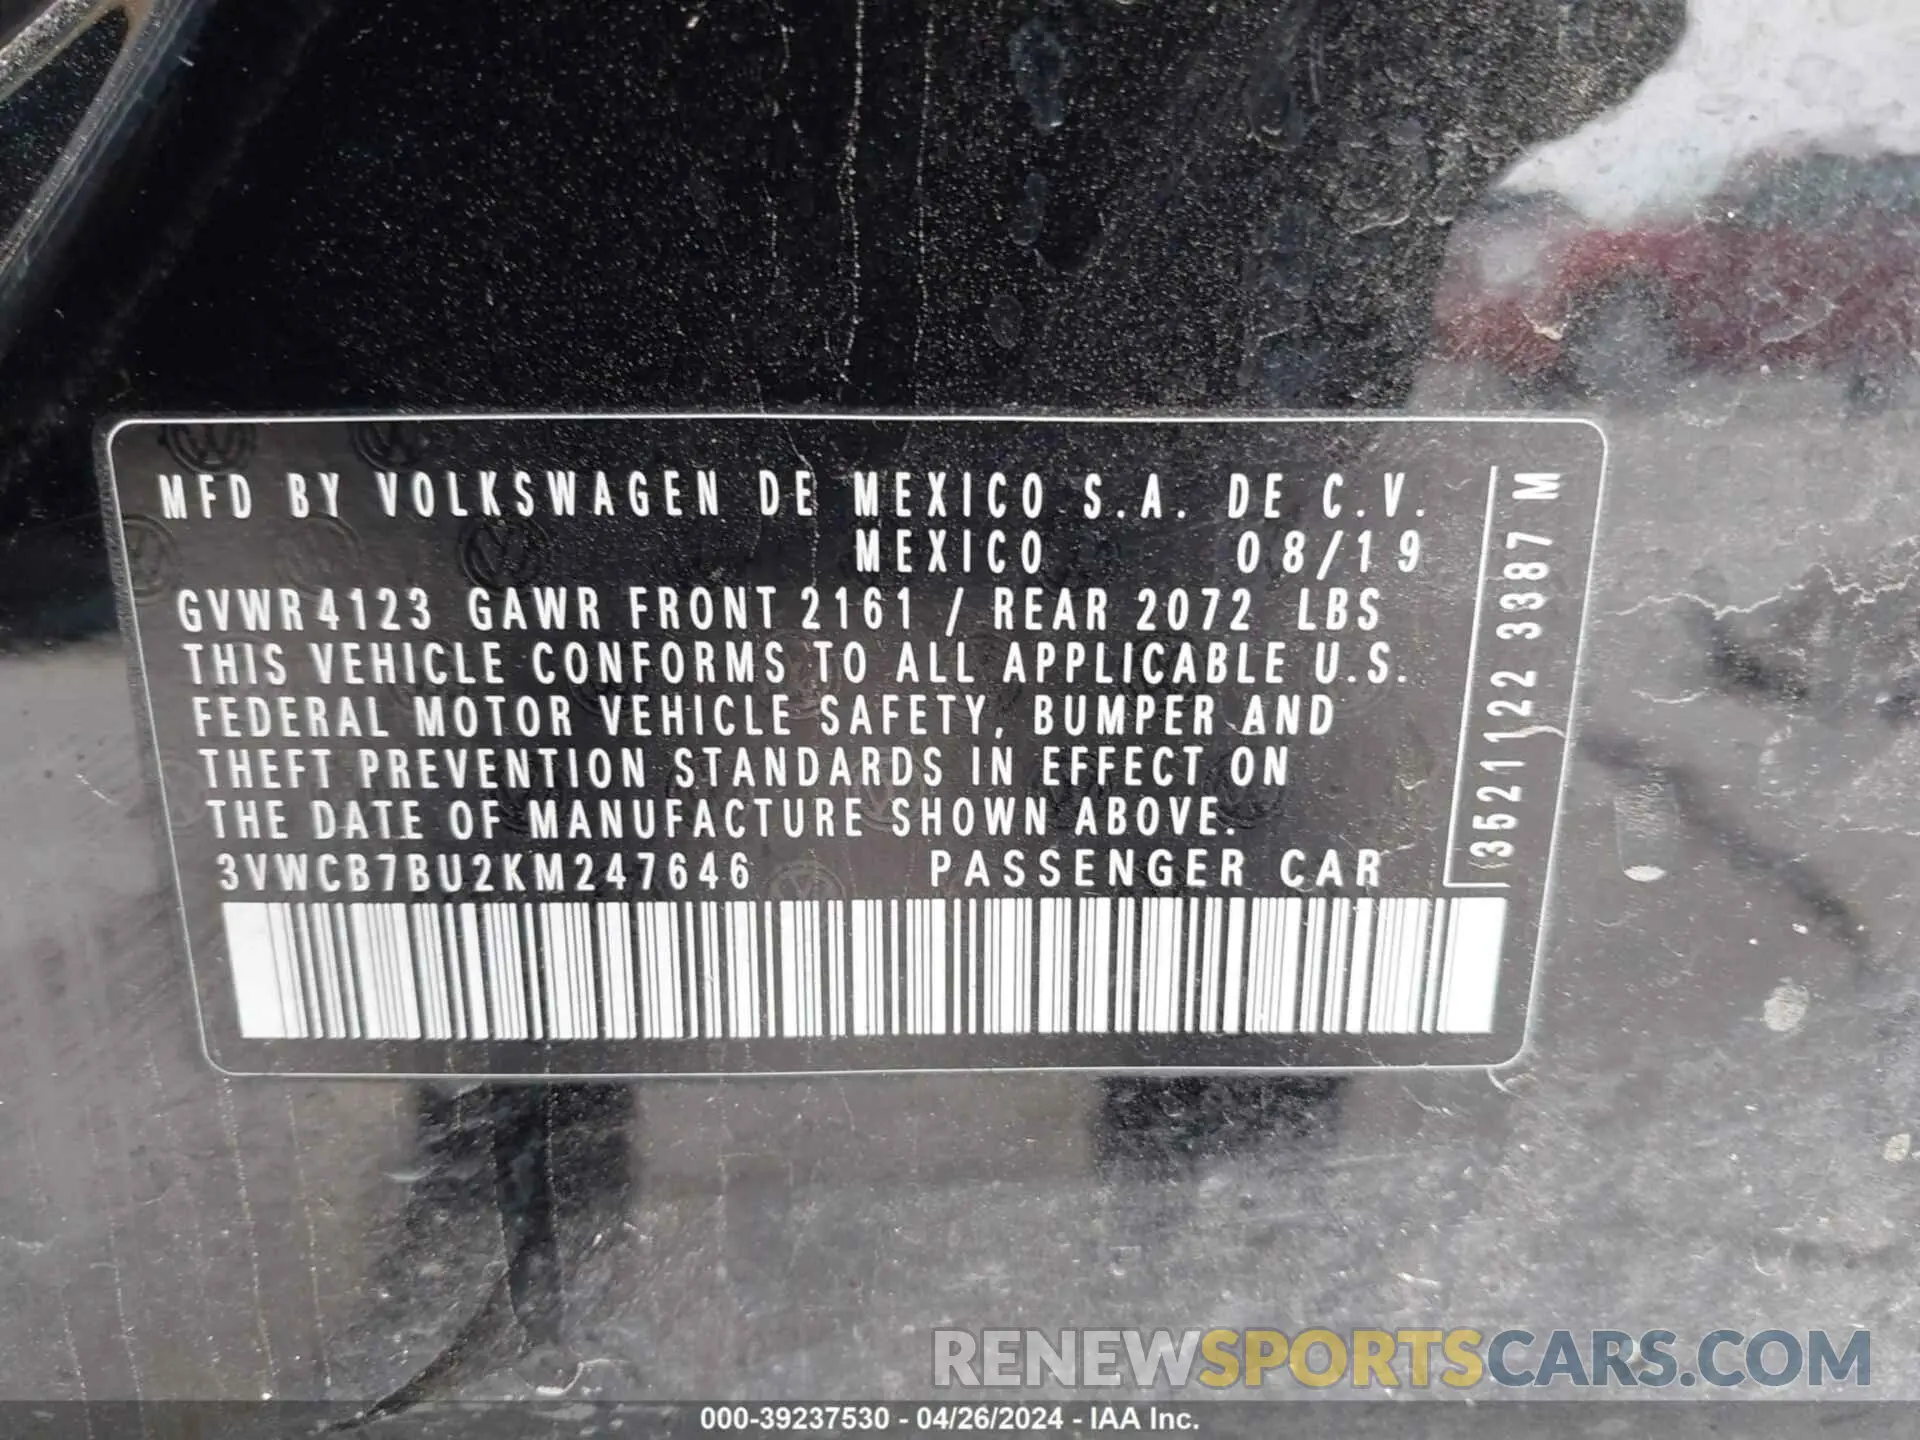 MFD BY VOLKSWAGEN DE MEXICO S.A. DE C.V.
MEXICO 08/19
GVWR 4123 GAWR FRONT 2161 / REAR 2072 LBS
THIS VEHICLE CONFORMS TO ALL APPLICABLE U.S.
FEDERAL MOTOR VEHICLE SAFETY, BUMPER AND
THEFT PREVENTION STANDARDS IN EFFECT ON
THE DATE OF MANUFACTURE SHOWN ABOVE.
3VWCB7BU2KM247646 PASSENGER CAR
3521122 3387 M
RENEWSPORTSCARS.COM
000-39237530 - 04/26/2024 - IAA Inc.